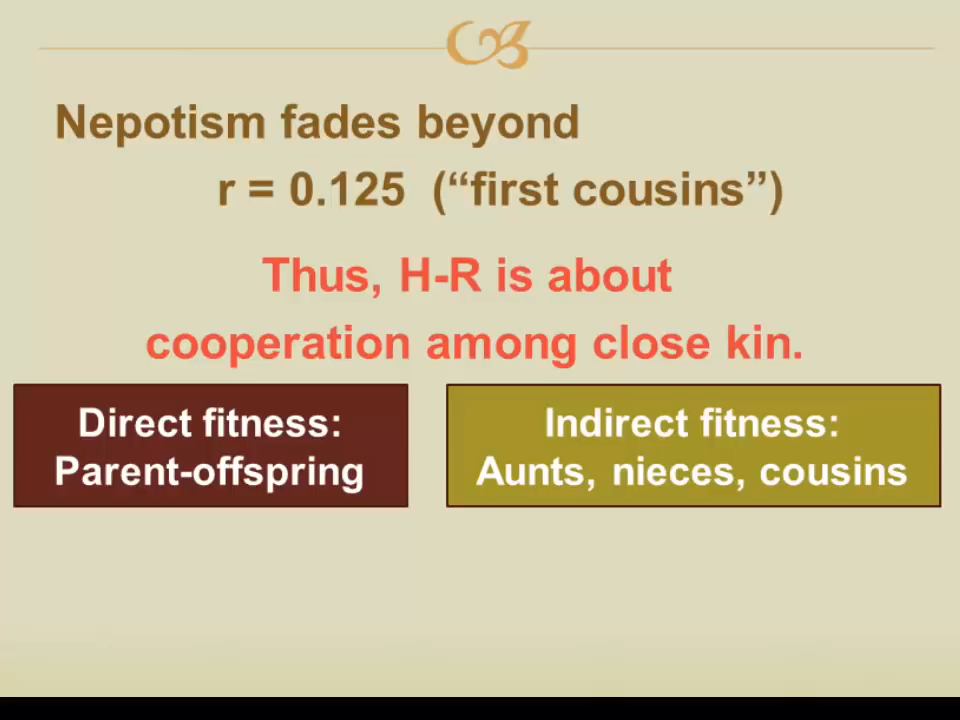 Nepotism fades beyond
r = 0.125 (“first cousins”)
Thus, H-R is about
cooperation among close kin.
Direct fitness:
Parent-offspring
Indirect fitness:
Aunts, nieces, cousins